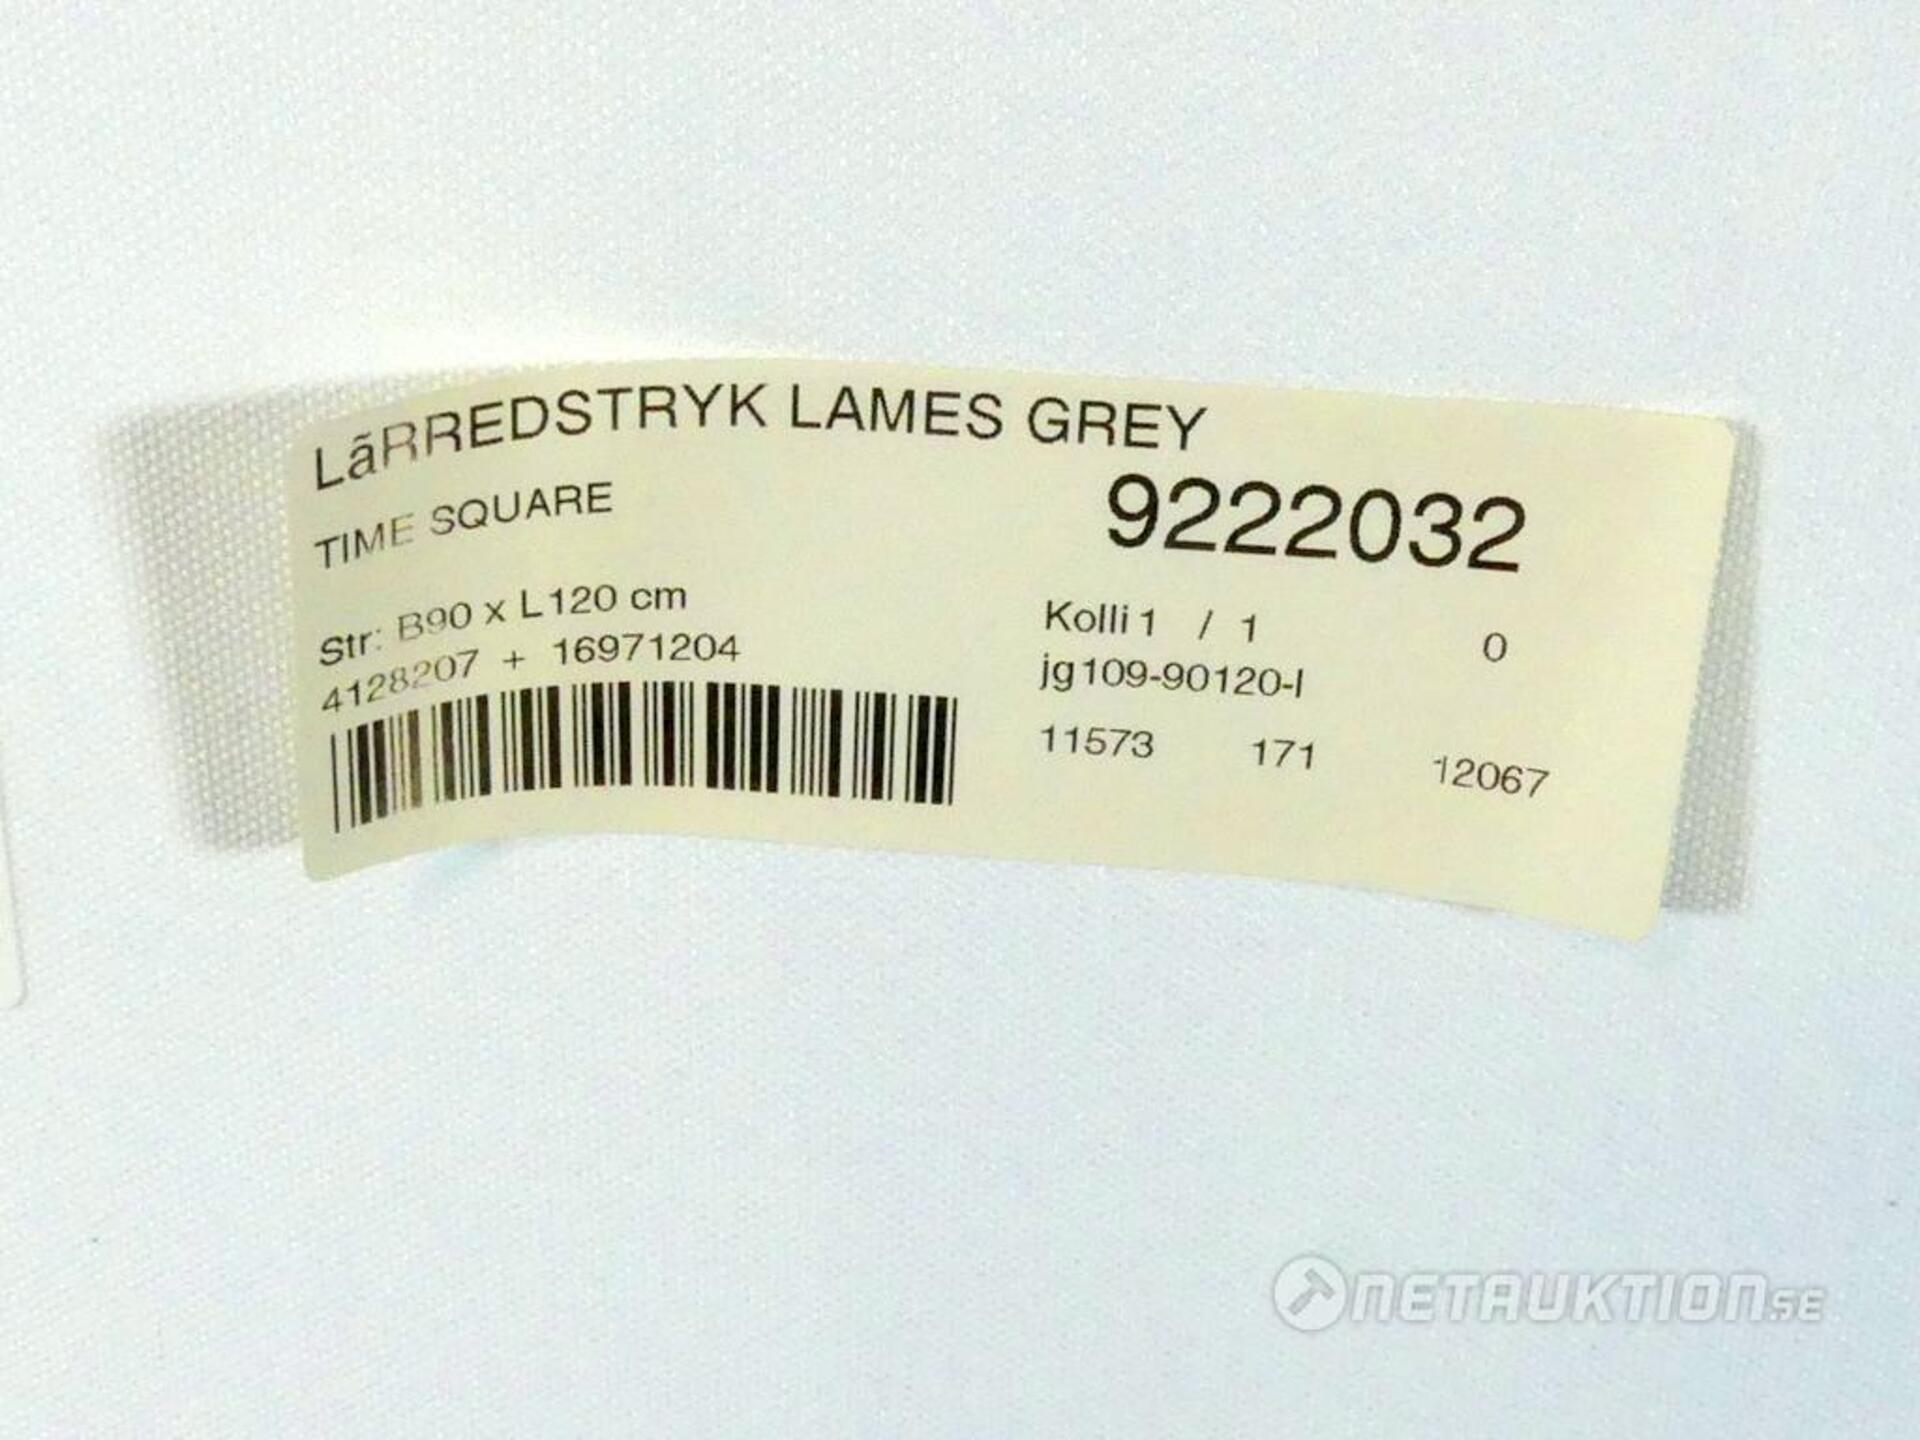 LãRREDSTRYK LAMES GREY
TIME SQUARE
9222032
Str: B90 x L120 cm
4128207 + 16971204
Kolli 1 / 1 0
jg109-90120-l
11573 171 12067
NETAUKTION.SE